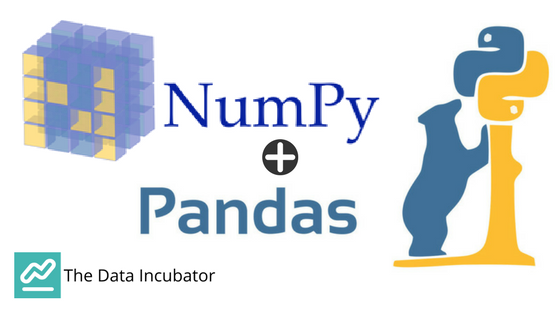 NumPy
Pandas
The Data Incubator